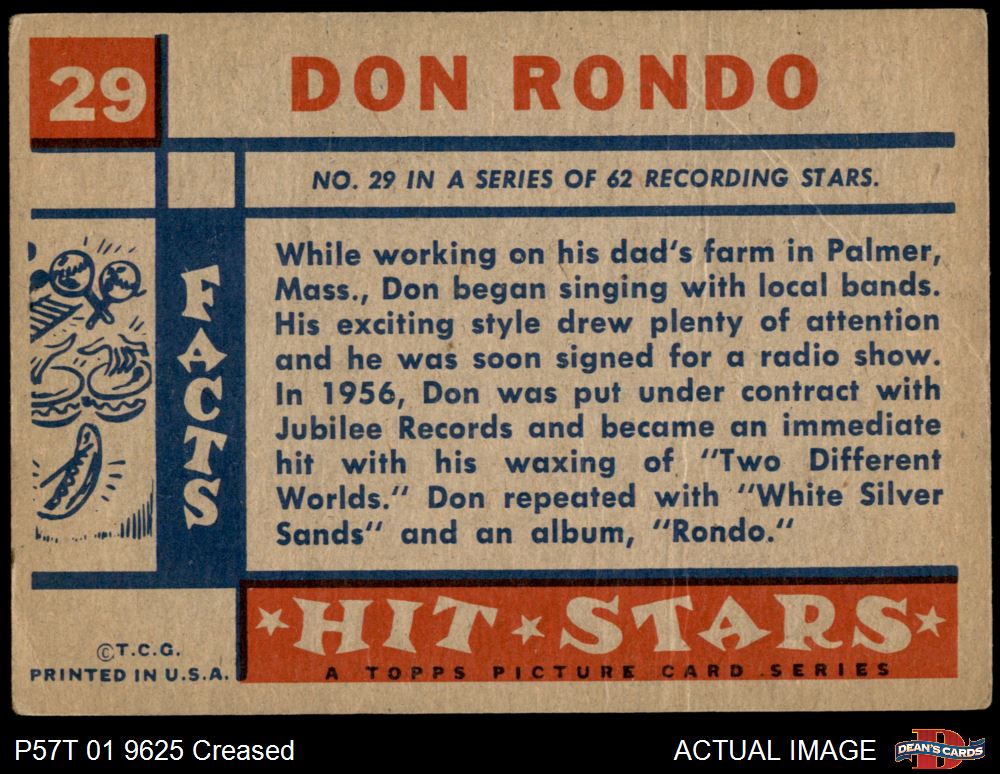 29
DON RONDO
NO. 29 IN A SERIES OF 62 RECORDING STARS.
FACTS
While working on his dad's farm in Palmer,
Mass., Don began singing with local bands.
His exciting style drew plenty of attention
and he was soon signed for a radio show.
In 1956, Don was put under contract with
Jubilee Records and became an immediate
hit with his waxing of "Two Different
Worlds." Don repeated with "White Silver
Sands" and an album, "Rondo."
HIT STARS
A TOPPS PICTURE CARD SERIES
©T.C.G.
PRINTED IN U.S.A.
P57T 01 9625 Creased
ACTUAL IMAGE
D
DEAN'S CARDS